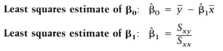 Least squares estimate of β₀: β̂₀ = ȳ − β̂₁x̄
Least squares estimate of β₁: β̂₁ = Sxy / Sxx